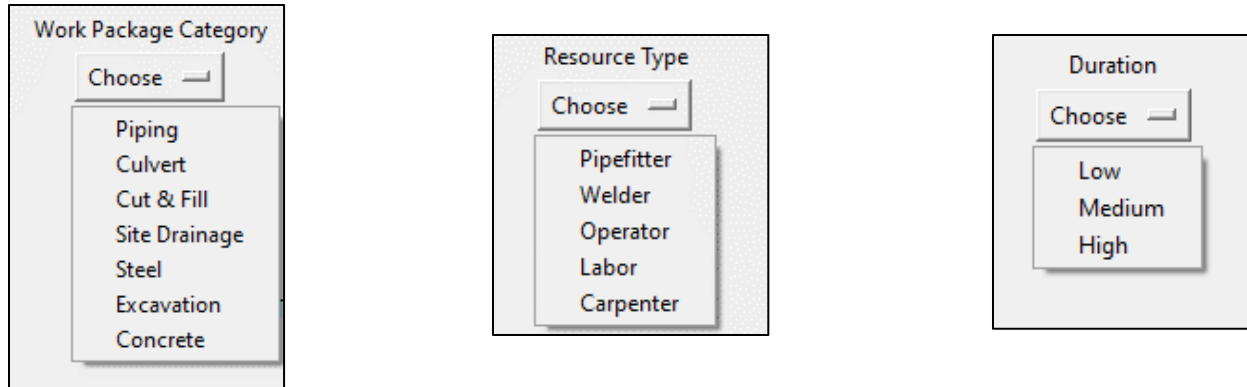 Work Package Category
Choose
Piping
Culvert
Cut & Fill
Site Drainage
Steel
Excavation
Concrete
Resource Type
Choose
Pipefitter
Welder
Operator
Labor
Carpenter
Duration
Choose
Low
Medium
High